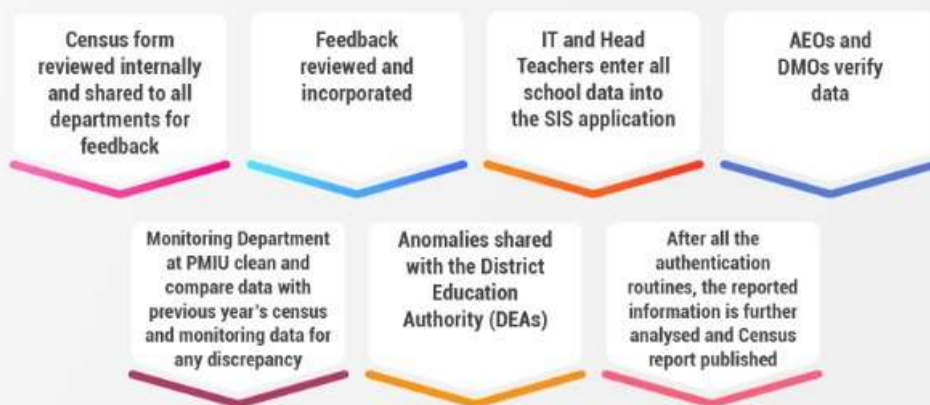 Census form
reviewed internally
and shared to all
departments for
feedback
Feedback
reviewed and
incorporated
IT and Head
Teachers enter all
school data into
the SIS application
AEOs and
DMOs verify
data
Monitoring Department
at PMIU clean and
compare data with
previous year's census
and monitoring data for
any discrepancy
Anomalies shared
with the District
Education
Authority (DEAs)
After all the
authentication
routines, the reported
information is further
analysed and Census
report published